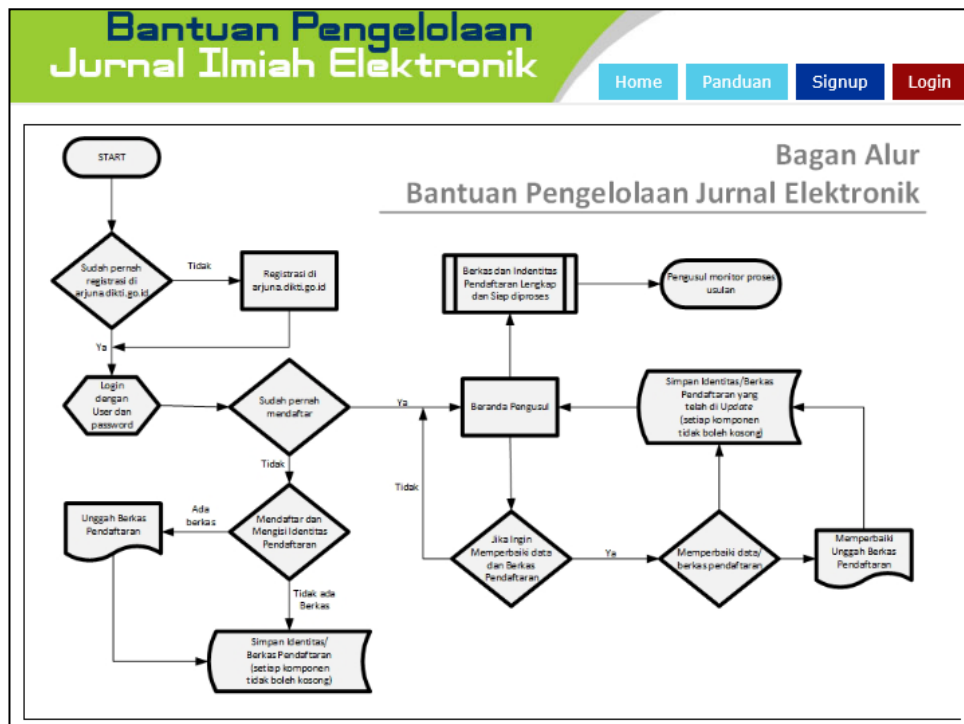 Bantuan Pengelolaan
Jurnal Ilmiah Elektronik
Home
Panduan
Signup
Login
Bagan Alur
Bantuan Pengelolaan Jurnal Elektronik
START
Sudah pernah
registrasi di
arjuna.dikti.go.id
Tidak
Registrasi di
arjuna.dikti.go.id
Ya
Login
dengan
User dan
password
Sudah pernah
mendaftar
Ya
Tidak
Mendaftar dan
Mengisi Identitas
Pendaftaran
Ada
berkas
Unggah Berkas
Pendaftaran
Tidak ada
Berkas
Simpan Identitas/
Berkas Pendaftaran
(setiap komponen
tidak boleh kosong)
Berkas dan Indentitas
Pendaftaran Lengkap
dan Siap diproses
Pengusul monitor proses
usulan
Beranda Pengusul
Simpan Identitas/Berkas
Pendaftaran yang
telah di Update
(setiap komponen
tidak boleh kosong)
Tidak
Jika Ingin
Memperbaiki data
dan Berkas
Pendaftaran
Ya
Memperbaiki data/
berkas pendaftaran
Memperbaiki
Unggah Berkas
Pendaftaran